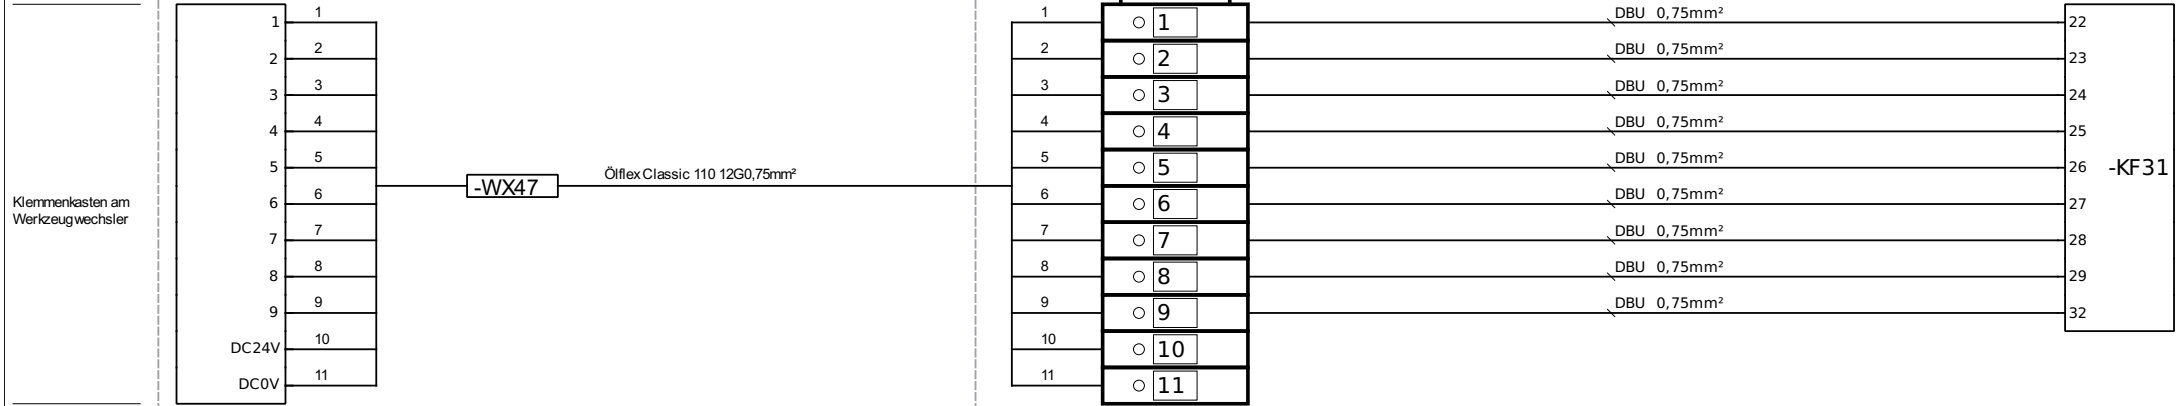 1 1 1 1 DBU 0,75mm² 22
2 2 2 2 DBU 0,75mm² 23
3 3 3 3 DBU 0,75mm² 24
4 4 4 4 DBU 0,75mm² 25
5 5 5 5 DBU 0,75mm² 26 -KF31
-WX47 Ölflex Classic 110 12G0,75mm²
Klemmenkasten am
Werkzeugwechsler
6 6 6 6 DBU 0,75mm² 27
7 7 7 7 DBU 0,75mm² 28
8 8 8 8 DBU 0,75mm² 29
9 9 9 9 DBU 0,75mm² 32
DC24V 10 10 10
DC0V 11 11 11